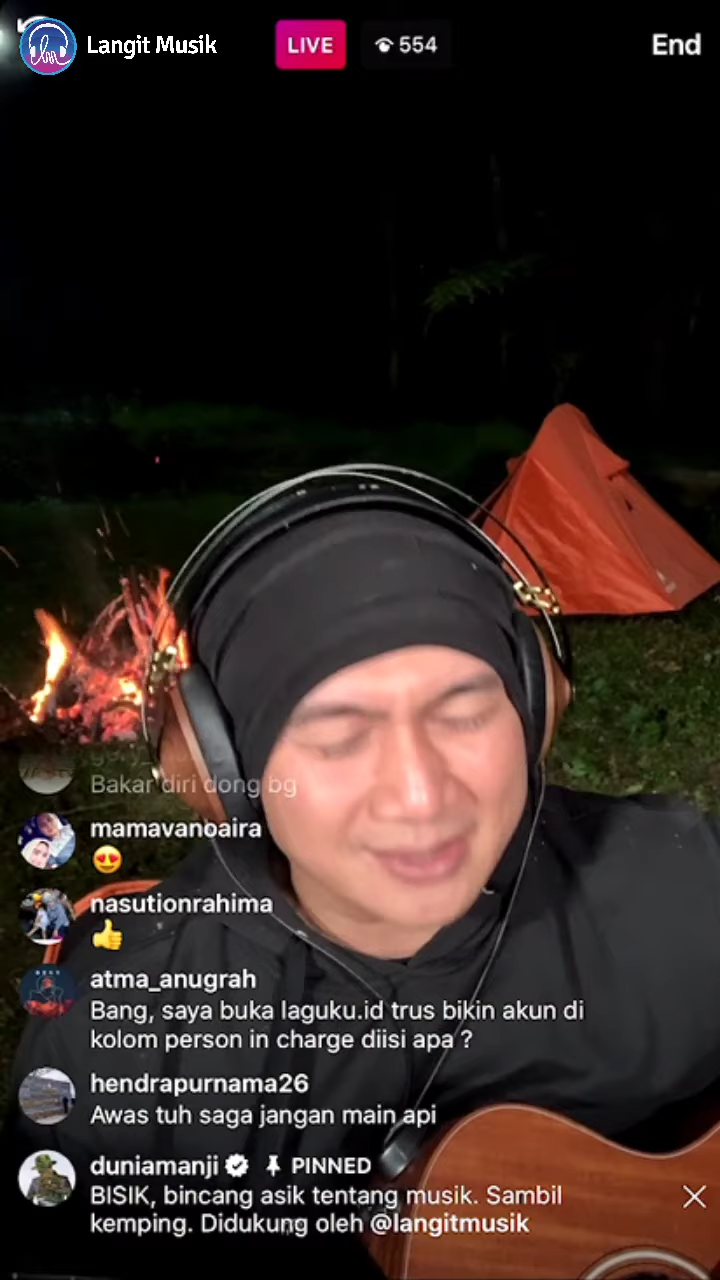 Langit Musik
LIVE
554
End
Bakar diri dong bg
mamavanoaira
😍
nasutionrahima
👍
atma_anugrah
Bang, saya buka laguku.id trus bikin akun di
kolom person in charge diisi apa ?
hendrapurnama26
Awas tuh saga jangan main api
duniamanji PINNED
BISIK, bincang asik tentang musik. Sambil
kemping. Didukung oleh @langitmusik